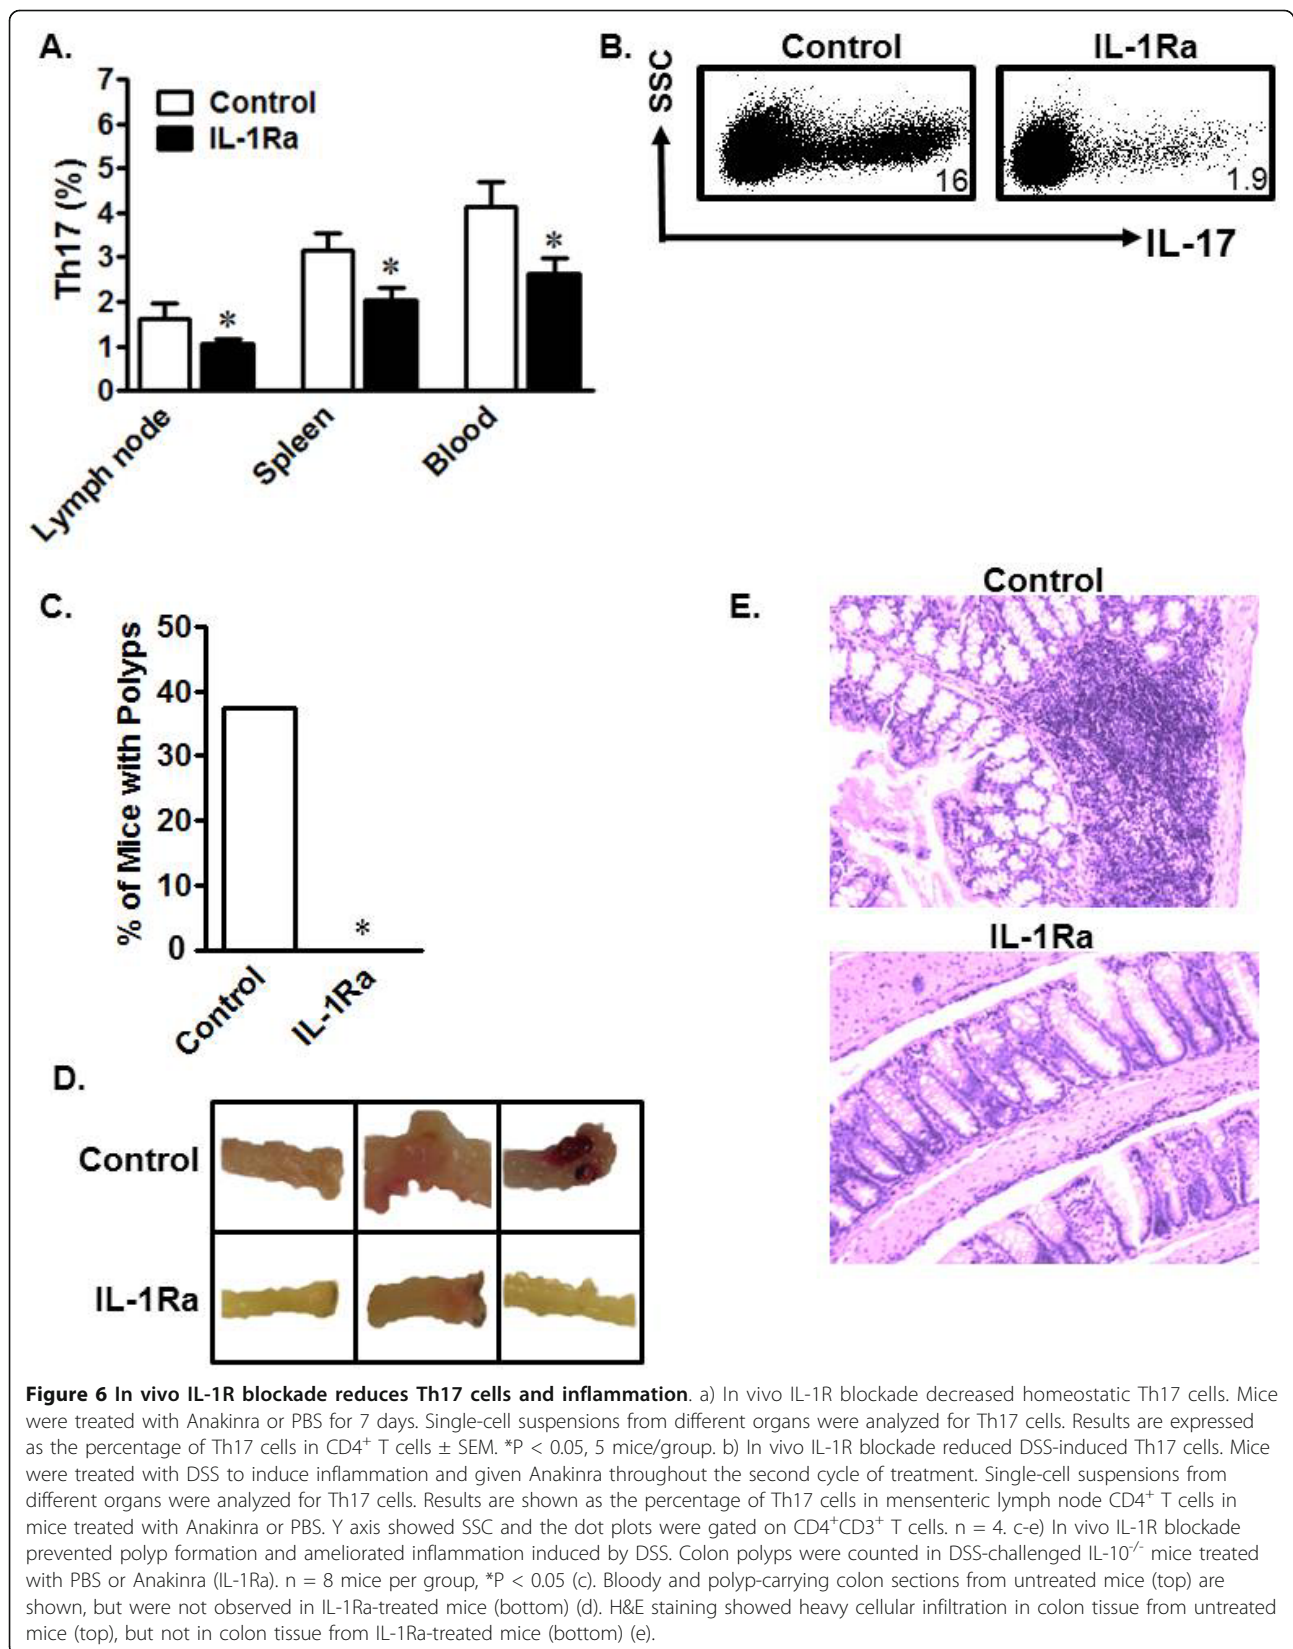 A.
7
6
5
4
3
2
1
0
Th17 (%)
Control
IL-1Ra
*
*
*
Lymph node
Spleen
Blood
B.
Control
IL-1Ra
SSC
16
1.9
IL-17
C.
50
40
30
20
10
0
% of Mice with Polyps
*
Control
IL-1Ra
D.
Control
IL-1Ra
E.
Control
IL-1Ra
Figure 6 In vivo IL-1R blockade reduces Th17 cells and inflammation. a) In vivo IL-1R blockade decreased homeostatic Th17 cells. Mice
were treated with Anakinra or PBS for 7 days. Single-cell suspensions from different organs were analyzed for Th17 cells. Results are expressed
as the percentage of Th17 cells in CD4⁺ T cells ± SEM. *P < 0.05, 5 mice/group. b) In vivo IL-1R blockade reduced DSS-induced Th17 cells. Mice
were treated with DSS to induce inflammation and given Anakinra throughout the second cycle of treatment. Single-cell suspensions from
different organs were analyzed for Th17 cells. Results are shown as the percentage of Th17 cells in mensenteric lymph node CD4⁺ T cells in
mice treated with Anakinra or PBS. Y axis showed SSC and the dot plots were gated on CD4⁺CD3⁺ T cells. n = 4. c-e) In vivo IL-1R blockade
prevented polyp formation and ameliorated inflammation induced by DSS. Colon polyps were counted in DSS-challenged IL-10⁻/⁻ mice treated
with PBS or Anakinra (IL-1Ra). n = 8 mice per group, *P < 0.05 (c). Bloody and polyp-carrying colon sections from untreated mice (top) are
shown, but were not observed in IL-1Ra-treated mice (bottom) (d). H&E staining showed heavy cellular infiltration in colon tissue from untreated
mice (top), but not in colon tissue from IL-1Ra-treated mice (bottom) (e).